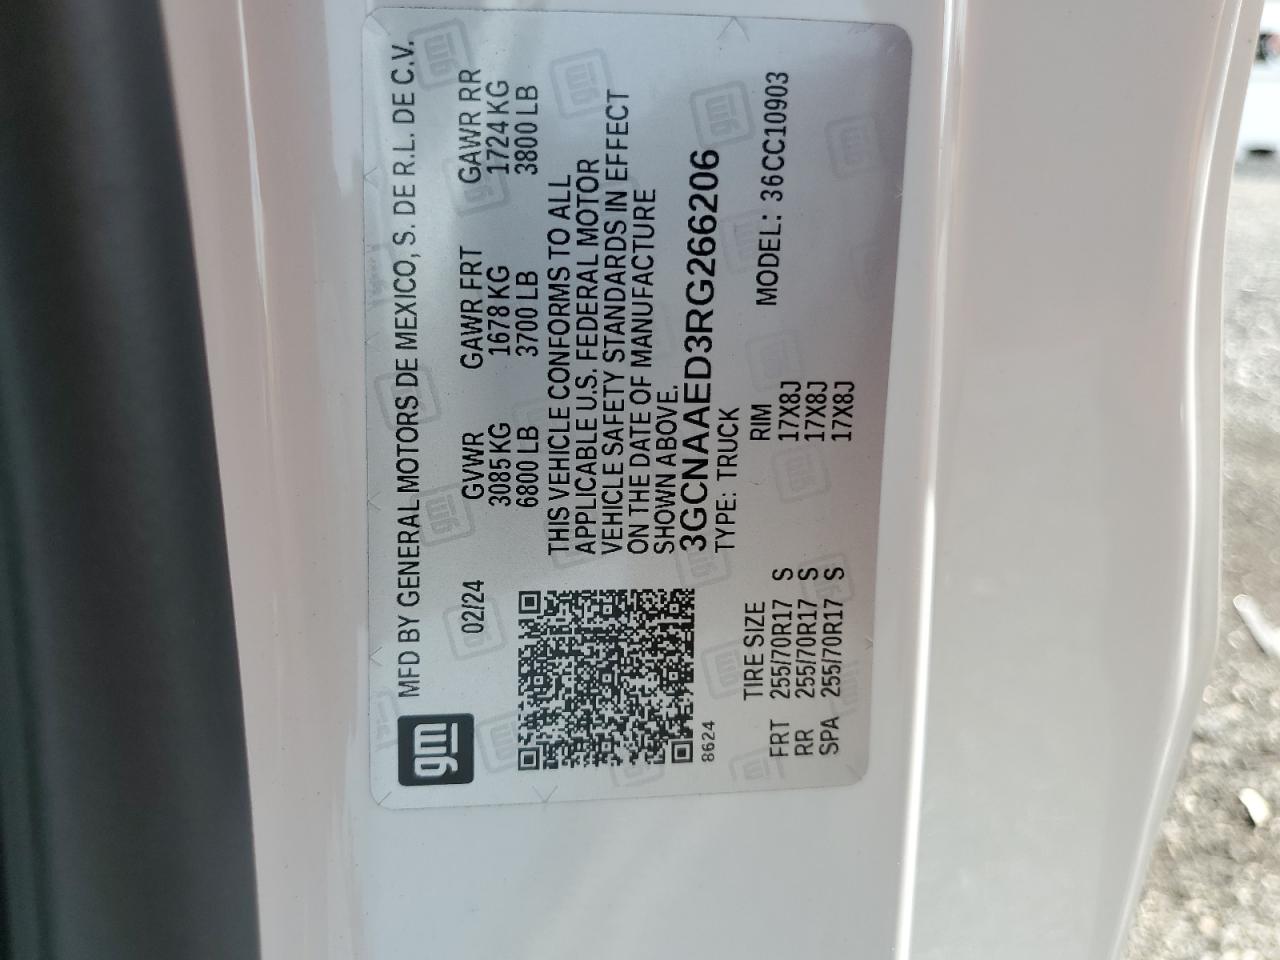 gm MFD BY GENERAL MOTORS DE MEXICO, S. DE R.L. DE C.V.
02/24 GVWR GAWR FRT GAWR RR
3085 KG 1678 KG 1724 KG
6800 LB 3700 LB 3800 LB
THIS VEHICLE CONFORMS TO ALL
APPLICABLE U.S. FEDERAL MOTOR
VEHICLE SAFETY STANDARDS IN EFFECT
ON THE DATE OF MANUFACTURE
SHOWN ABOVE.
3GCNAAED3RG266206
8624 TYPE: TRUCK
MODEL: 36CC10903
TIRE SIZE RIM
FRT 255/70R17 S 17X8J
RR 255/70R17 S 17X8J
SPA 255/70R17 S 17X8J